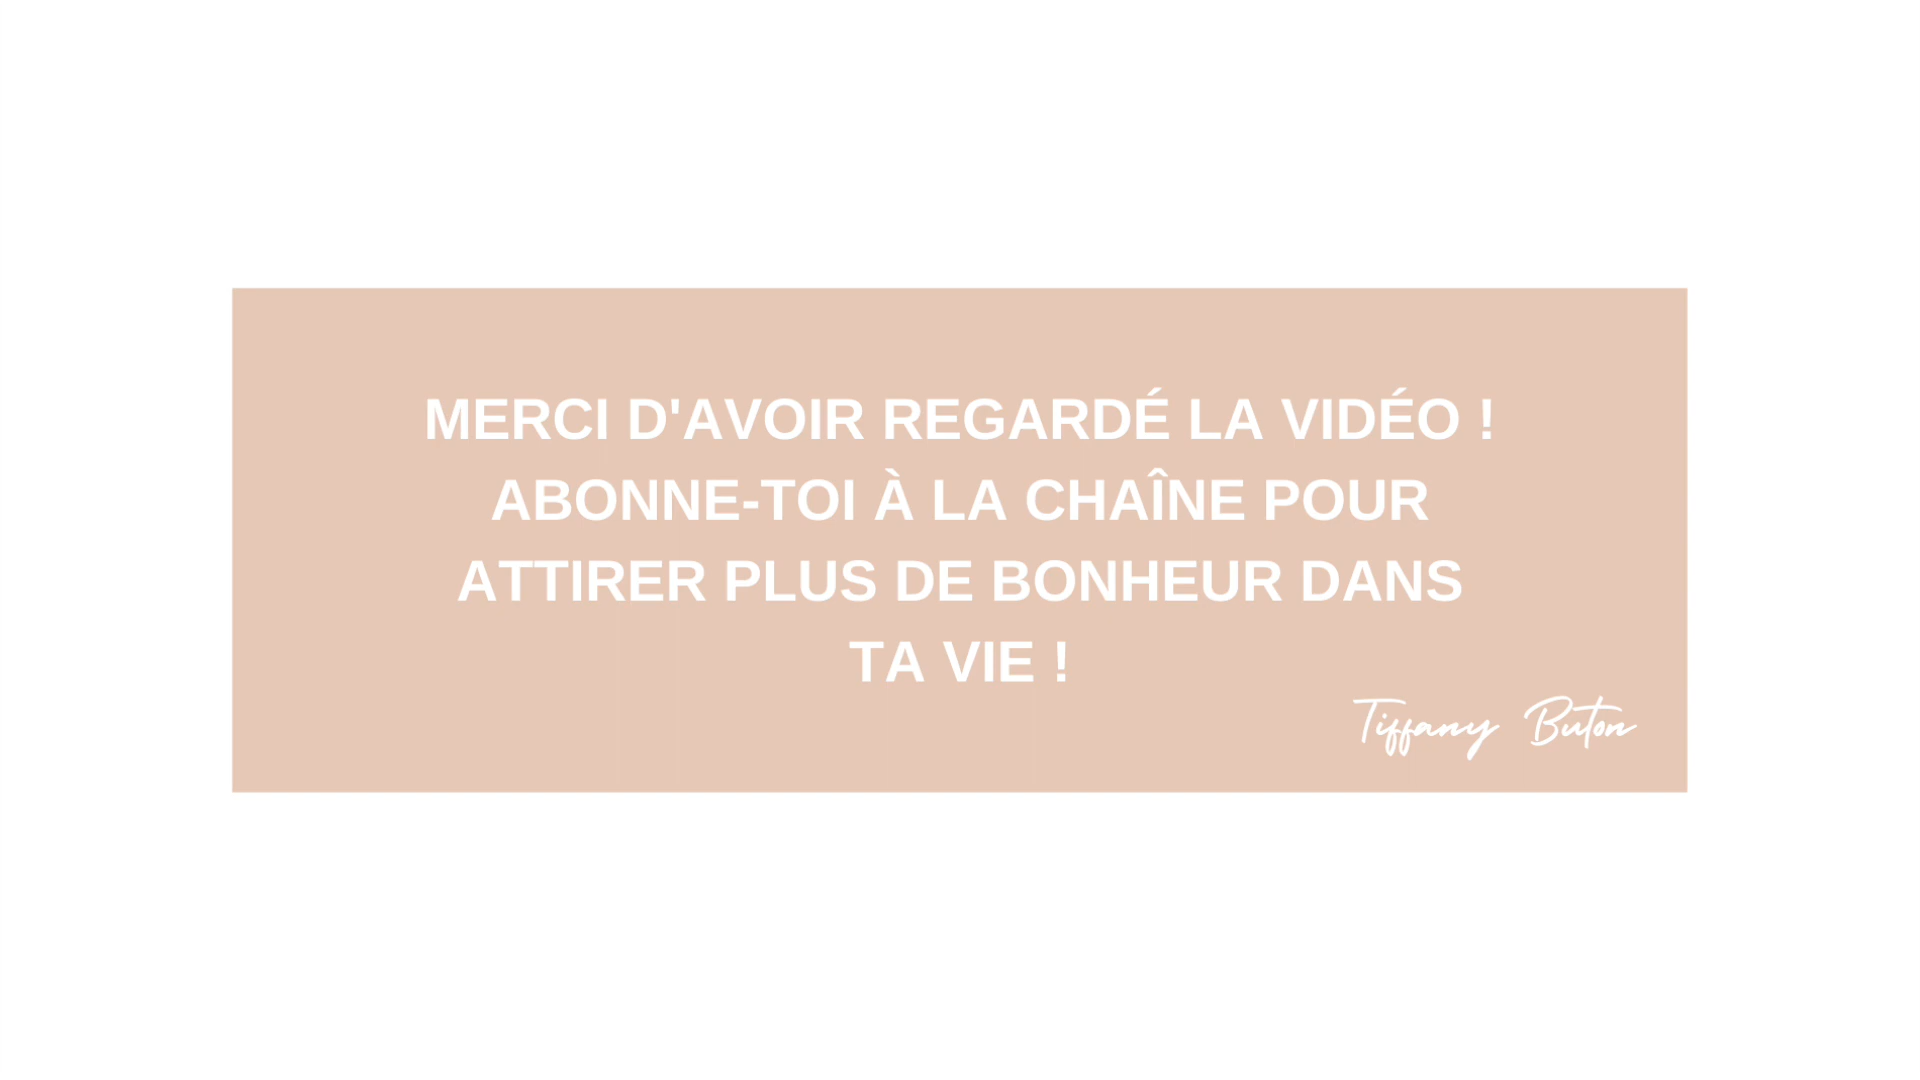 MERCI D'AVOIR REGARDÉ LA VIDÉO !
ABONNE-TOI À LA CHAÎNE POUR
ATTIRER PLUS DE BONHEUR DANS
TA VIE !
Tiffany Buton